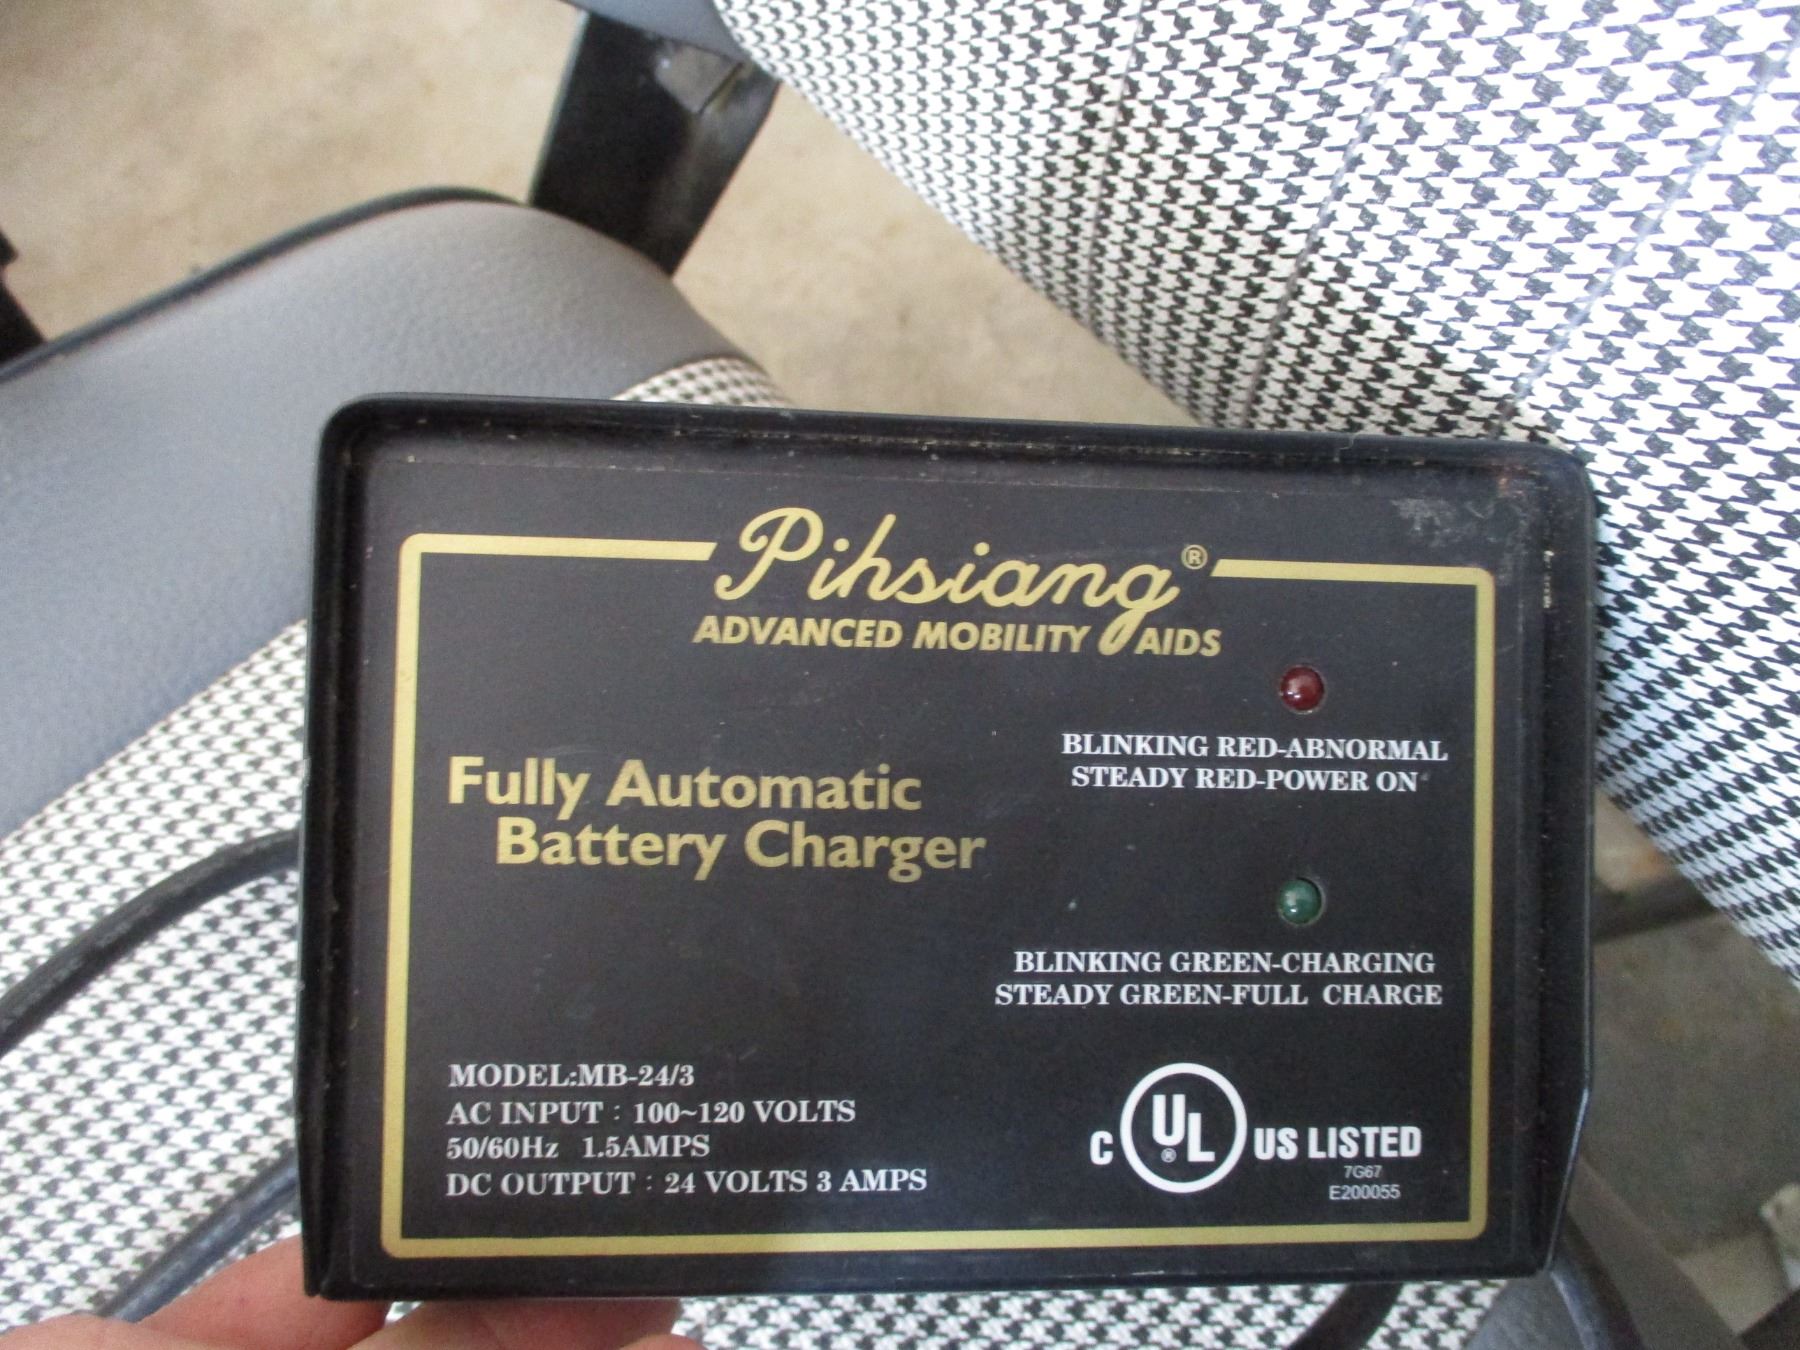 Pihsiang®
ADVANCED MOBILITY AIDS
BLINKING RED-ABNORMAL
STEADY RED-POWER ON
Fully Automatic
Battery Charger
BLINKING GREEN-CHARGING
STEADY GREEN-FULL CHARGE
MODEL:MB-24/3
AC INPUT : 100~120 VOLTS
50/60Hz 1.5AMPS
DC OUTPUT : 24 VOLTS 3 AMPS
C UL® US LISTED
7G67
E200055